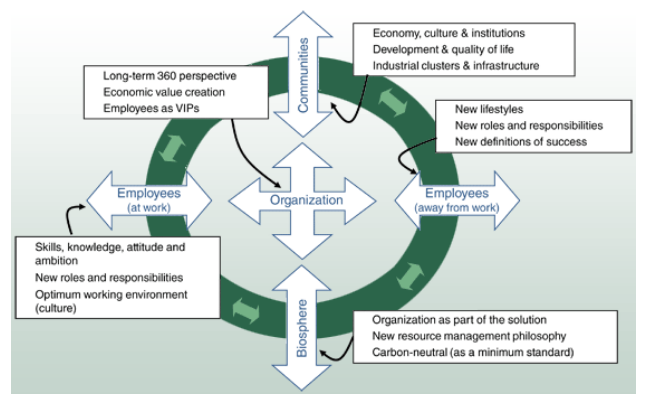 Economy, culture & institutions
Development & quality of life
Industrial clusters & infrastructure
Communities
Long-term 360 perspective
Economic value creation
Employees as VIPs
New lifestyles
New roles and responsibilities
New definitions of success
Employees
(at work)
Organization
Employees
(away from work)
Skills, knowledge, attitude and
ambition
New roles and responsibilities
Optimum working environment
(culture)
Biosphere
Organization as part of the solution
New resource management philosophy
Carbon-neutral (as a minimum standard)